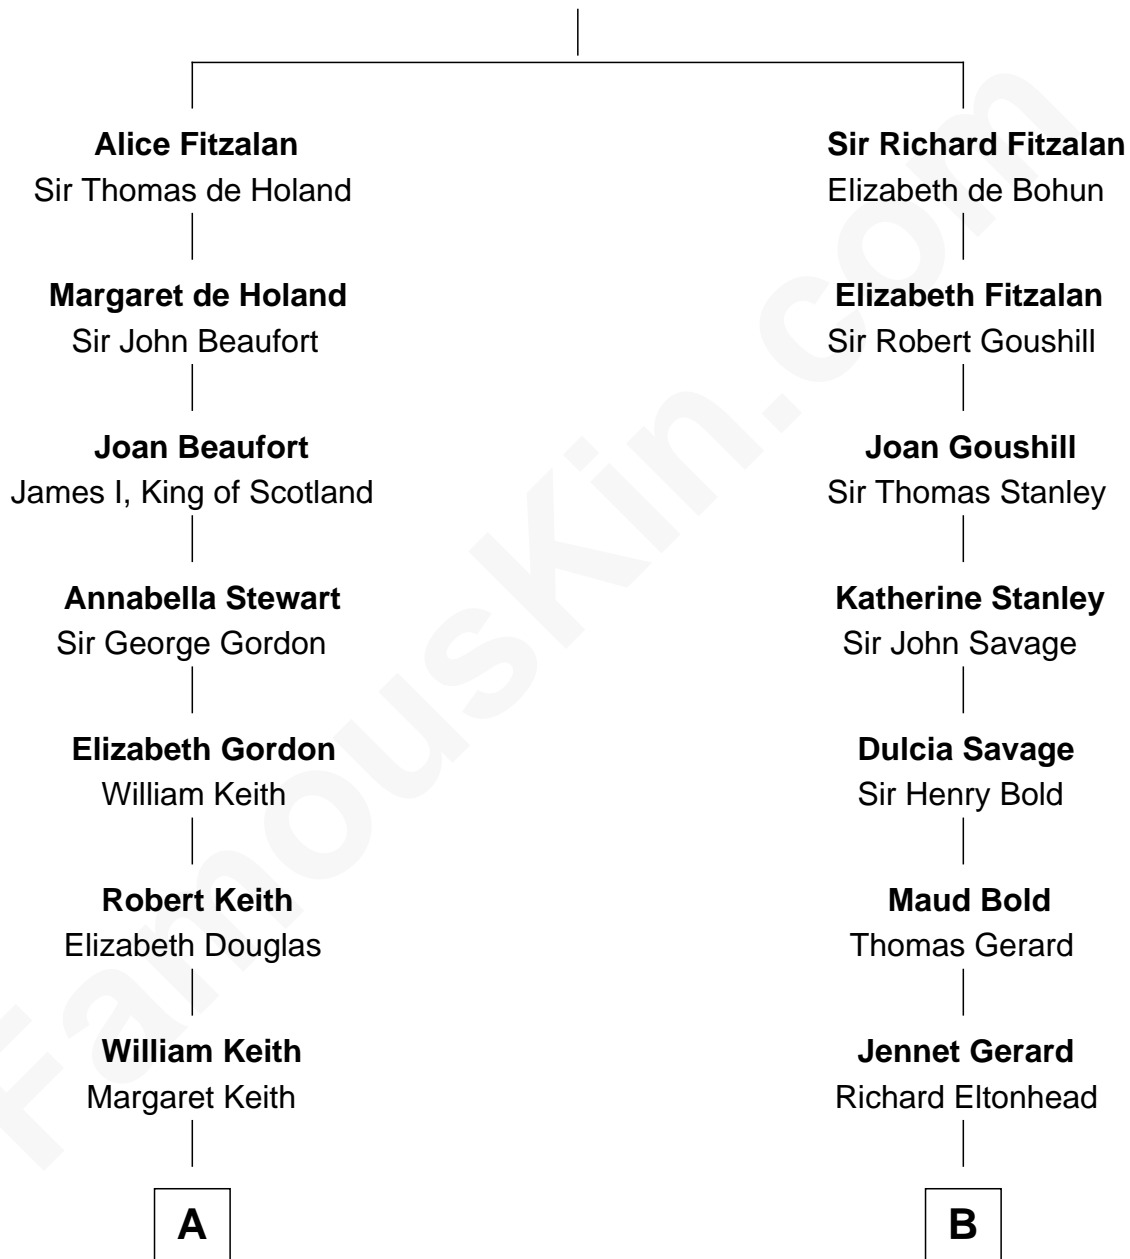 Alice Fitzalan
Sir Thomas de Holand
Margaret de Holand
Sir John Beaufort
Joan Beaufort
James I, King of Scotland
Annabella Stewart
Sir George Gordon
Elizabeth Gordon
William Keith
Robert Keith
Elizabeth Douglas
William Keith
Margaret Keith
A
Sir Richard Fitzalan
Elizabeth de Bohun
Elizabeth Fitzalan
Sir Robert Goushill
Joan Goushill
Sir Thomas Stanley
Katherine Stanley
Sir John Savage
Dulcia Savage
Sir Henry Bold
Maud Bold
Thomas Gerard
Jennet Gerard
Richard Eltonhead
B
FamousKin.com